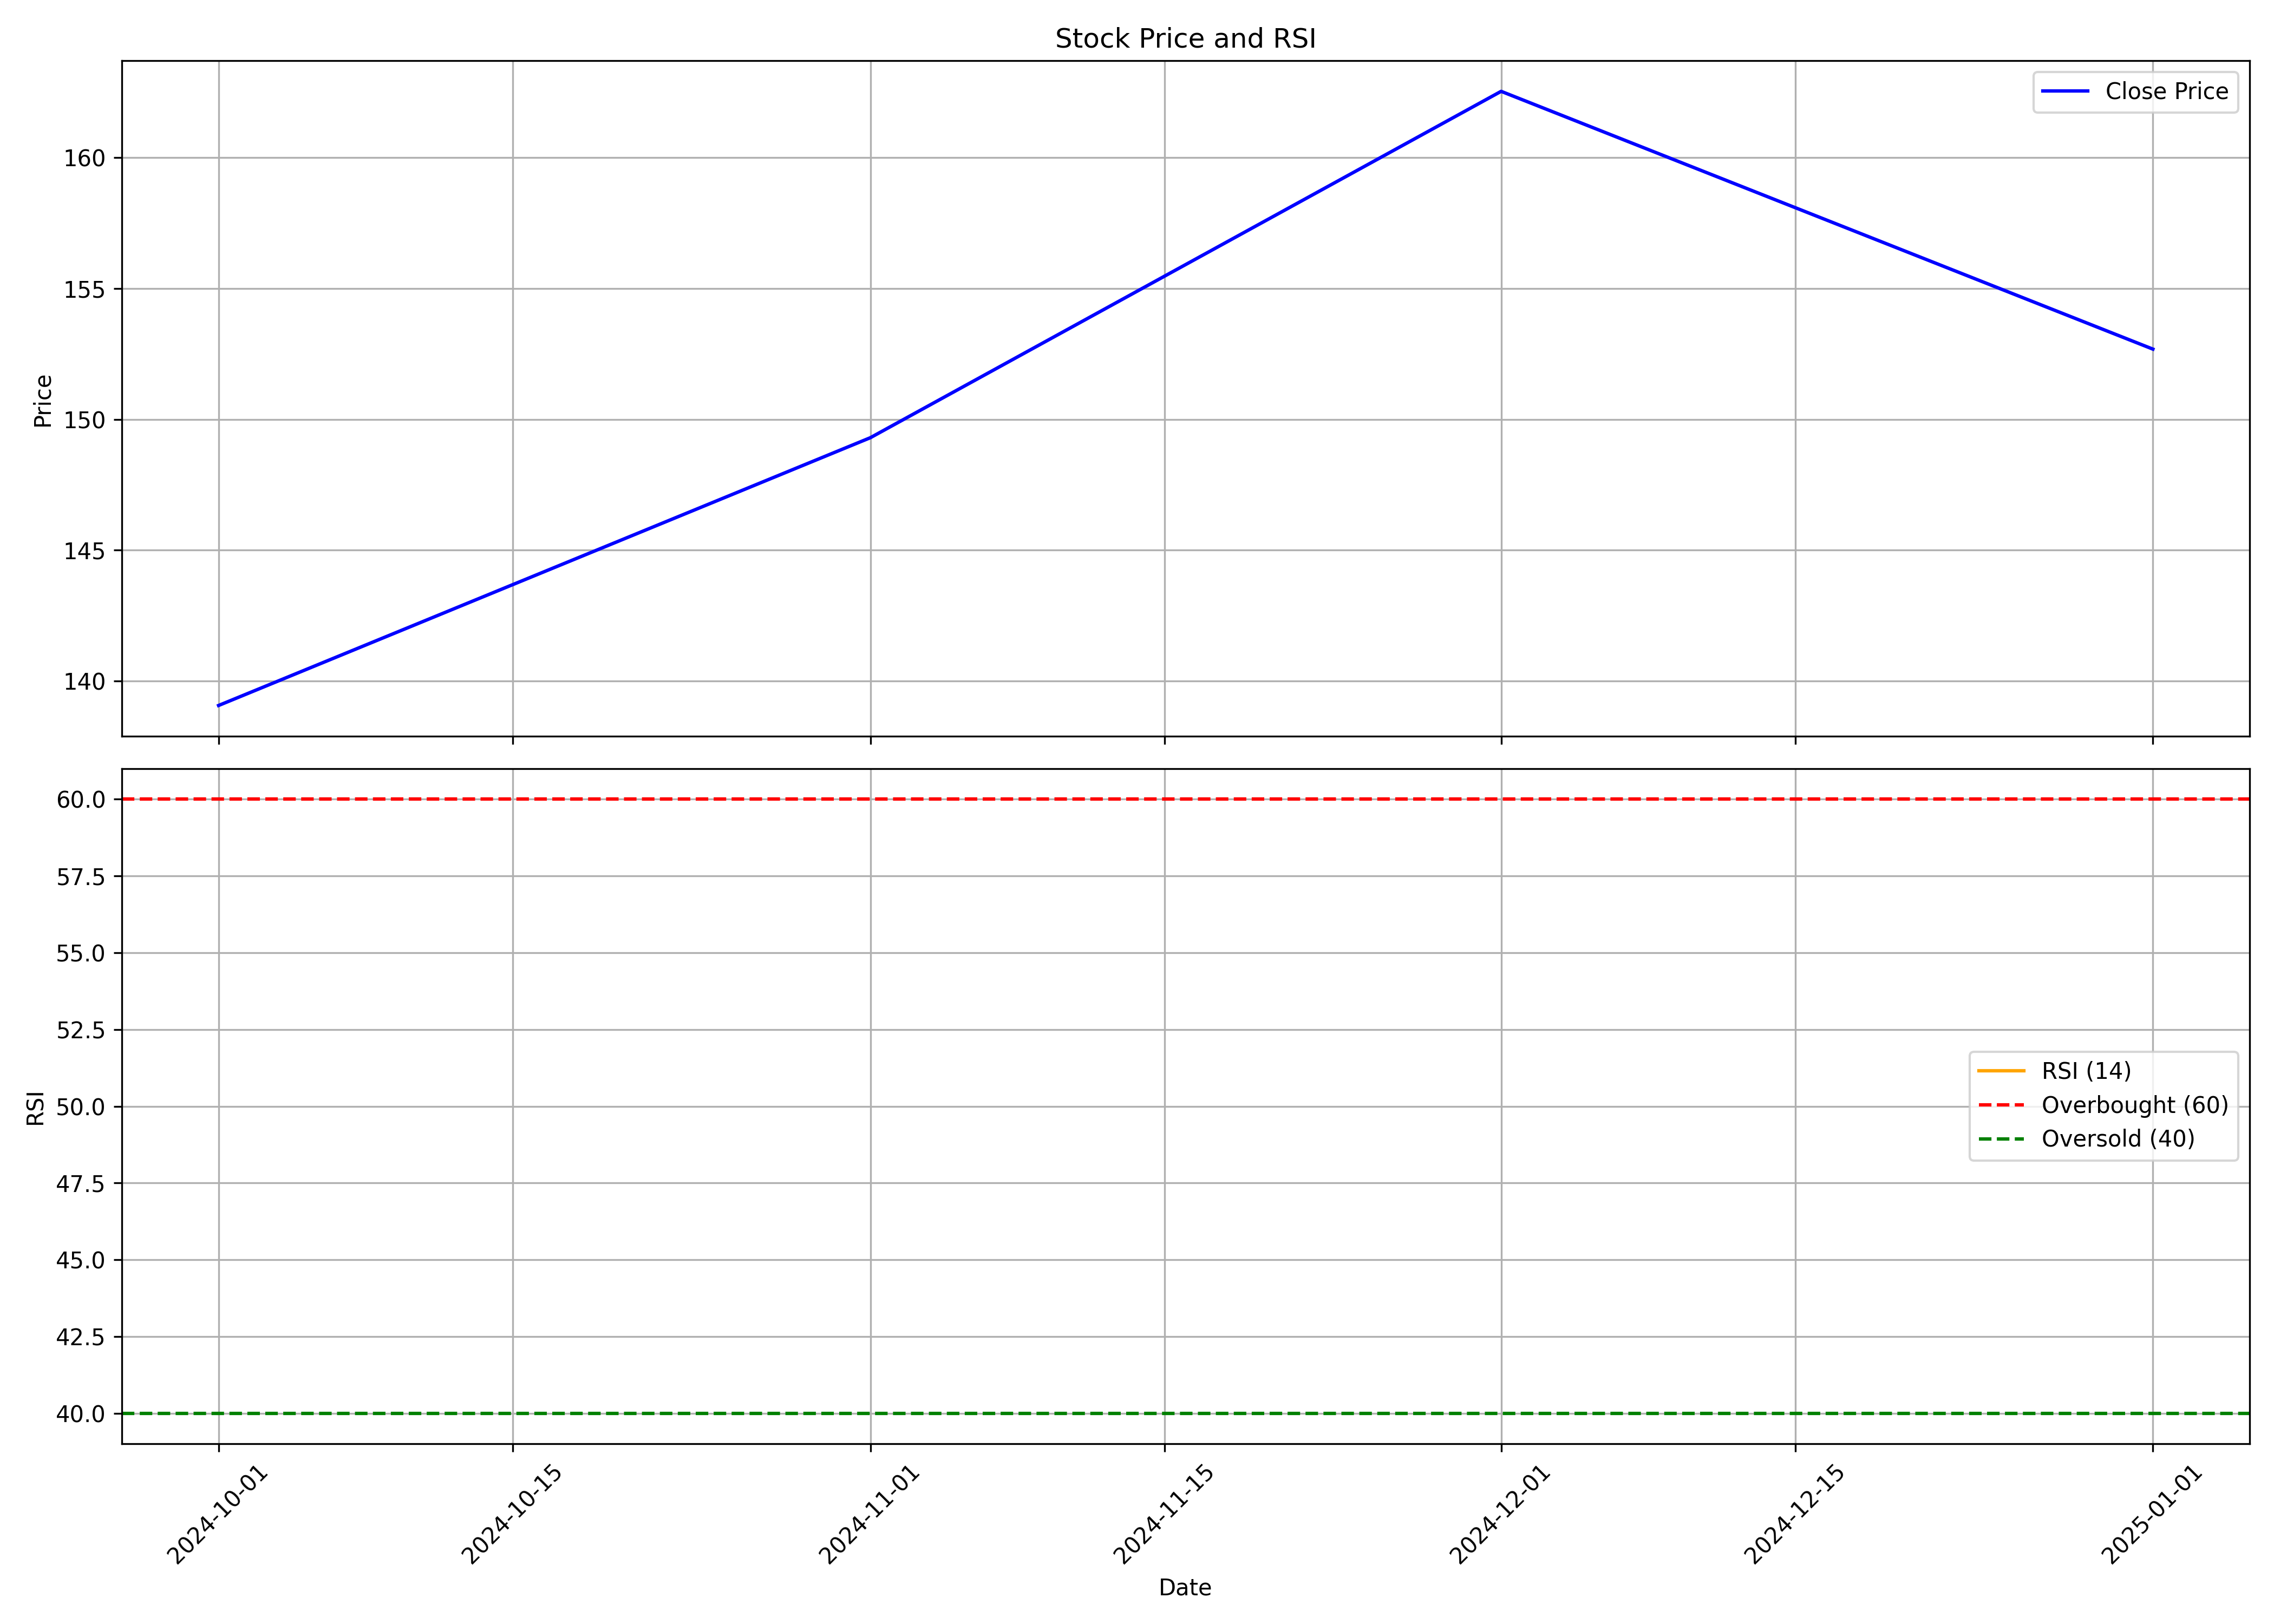 Stock Price and RSI
Close Price
Price
160
155
150
145
140
RSI
60.0
57.5
55.0
52.5
50.0
47.5
45.0
42.5
40.0
RSI (14)
Overbought (60)
Oversold (40)
2024-10-01
2024-10-15
2024-11-01
2024-11-15
2024-12-01
2024-12-15
2025-01-01
Date